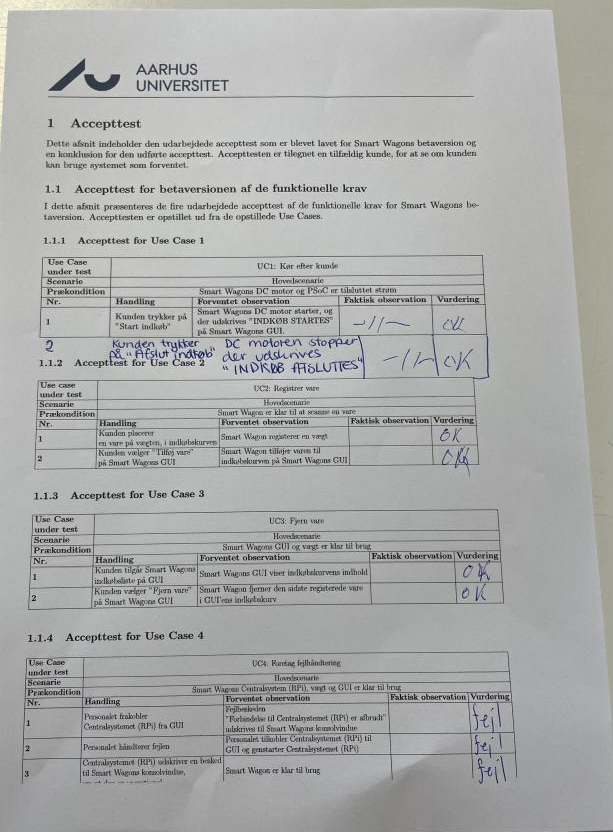 AARHUS
UNIVERSITET
1 Accepttest
Dette afsnit indeholder den udarbejdede accepttest som er blevet lavet for Smart Wagons betaversion og
en konklusion for den udførte accepttest. Accepttesten er tilegnet en tilfældig kunde, for at se om kunden
kan bruge systemet som forventet.
1.1 Accepttest for betaversionen af de funktionelle krav
I dette afsnit præsenteres de fire udarbejdede accepttest af de funktionelle krav for Smart Wagons be-
taversion. Accepttesten er opstillet ud fra de opstillede Use Cases.
1.1.1 Accepttest for Use Case 1
Use Case
under test UC1: Kør efter kunde
Scenarie Hovedscenarie
Prækondition Smart Wagons DC motor og PSoC er tilsluttet strøm
Nr. Handling Forventet observation Faktisk observation Vurdering
1 Kunden trykker på Smart Wagons DC motor starter, og
"Start indkøb" der udskrives "INDKØB STARTES" -||- OK
på Smart Wagons GUI.
2 Kunden trykker DC motoren stopper
på "Afslut indkøb" der udskrives -||- OK
"INDKØB AFSLUTTES"
1.1.2 Accepttest for Use Case 2
Use case
under test UC2: Registrer vare
Scenarie Hovedscenarie
Prækondition Smart Wagon er klar til at scanne en vare
Nr. Handling Forventet observation Faktisk observation Vurdering
1 Kunden placerer
en vare på vægten, i indkøbskurven Smart Wagon registerer en vægt OK
2 Kunden vælger "Tilføj vare" Smart Wagon tilføjer varen til
på Smart Wagons GUI indkøbskurven på Smart Wagons GUI OK
1.1.3 Accepttest for Use Case 3
Use Case
under test UC3: Fjern vare
Scenarie Hovedscenarie
Prækondition Smart Wagons GUI og vægt er klar til brug
Nr. Handling Forventet observation Faktisk observation Vurdering
1 Kunden tilgår Smart Wagons
indkøbsliste på GUI Smart Wagons GUI viser indkøbskurvens indhold OK
2 Kunden vælger "Fjern vare" Smart Wagon fjerner den sidste registerede vare
på Smart Wagons GUI i GUI'ens indkøbskurv OK
1.1.4 Accepttest for Use Case 4
Use Case
under test UC4: Foretag fejlhåndtering
Scenarie Hovedscenarie
Prækondition Smart Wagons Centralsystem (RPi), vægt og GUI er klar til brug
Nr. Handling Forventet observation Faktisk observation Vurdering
1 Personalet frakobler Fejlbeskeden
Centralsystemet (RPi) fra GUI "Forbindelse til Centralsystemet (RPi) er afbrudt" fejl
udskrives til Smart Wagons konsolvindue
2 Personalet håndterer fejlen Personalet tilkobler Centralsystemet (RPi) til
GUI og genstarter Centralsystemet (RPi) fejl
3 Centralsystemet (RPi) udskriver en besked
til Smart Wagons konsolvindue, Smart Wagon er klar til brug fejl